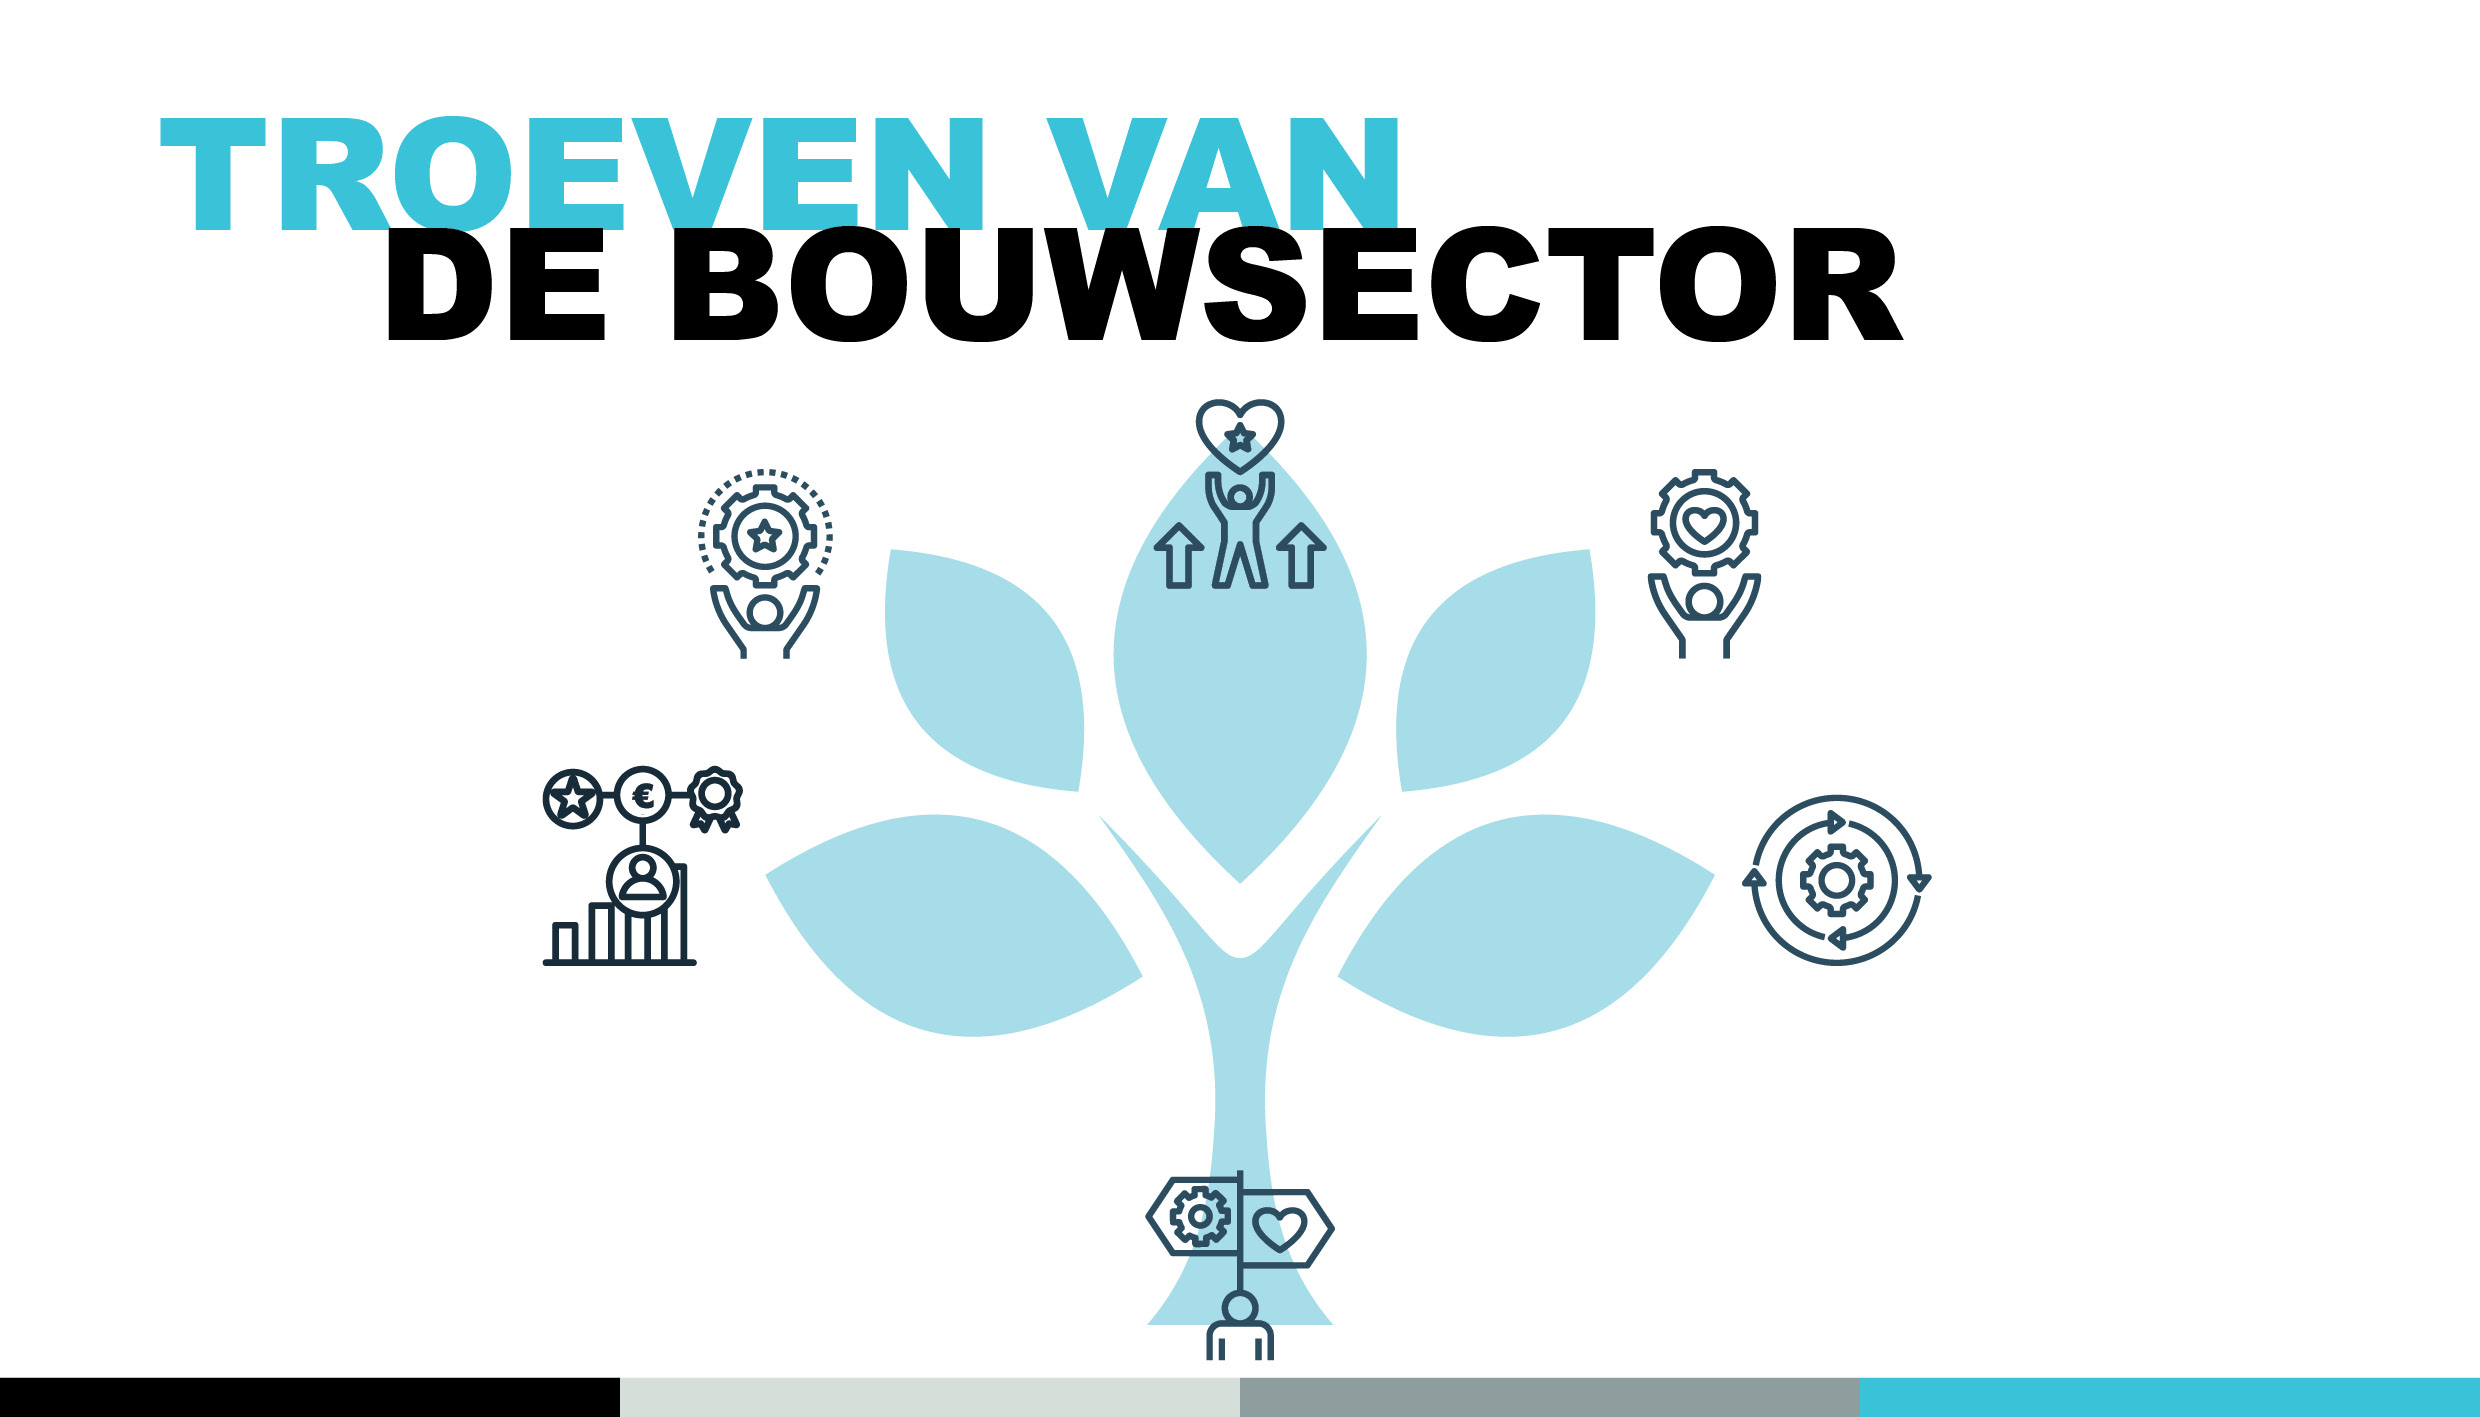 TROEVEN VAN
DE BOUWSECTOR
€